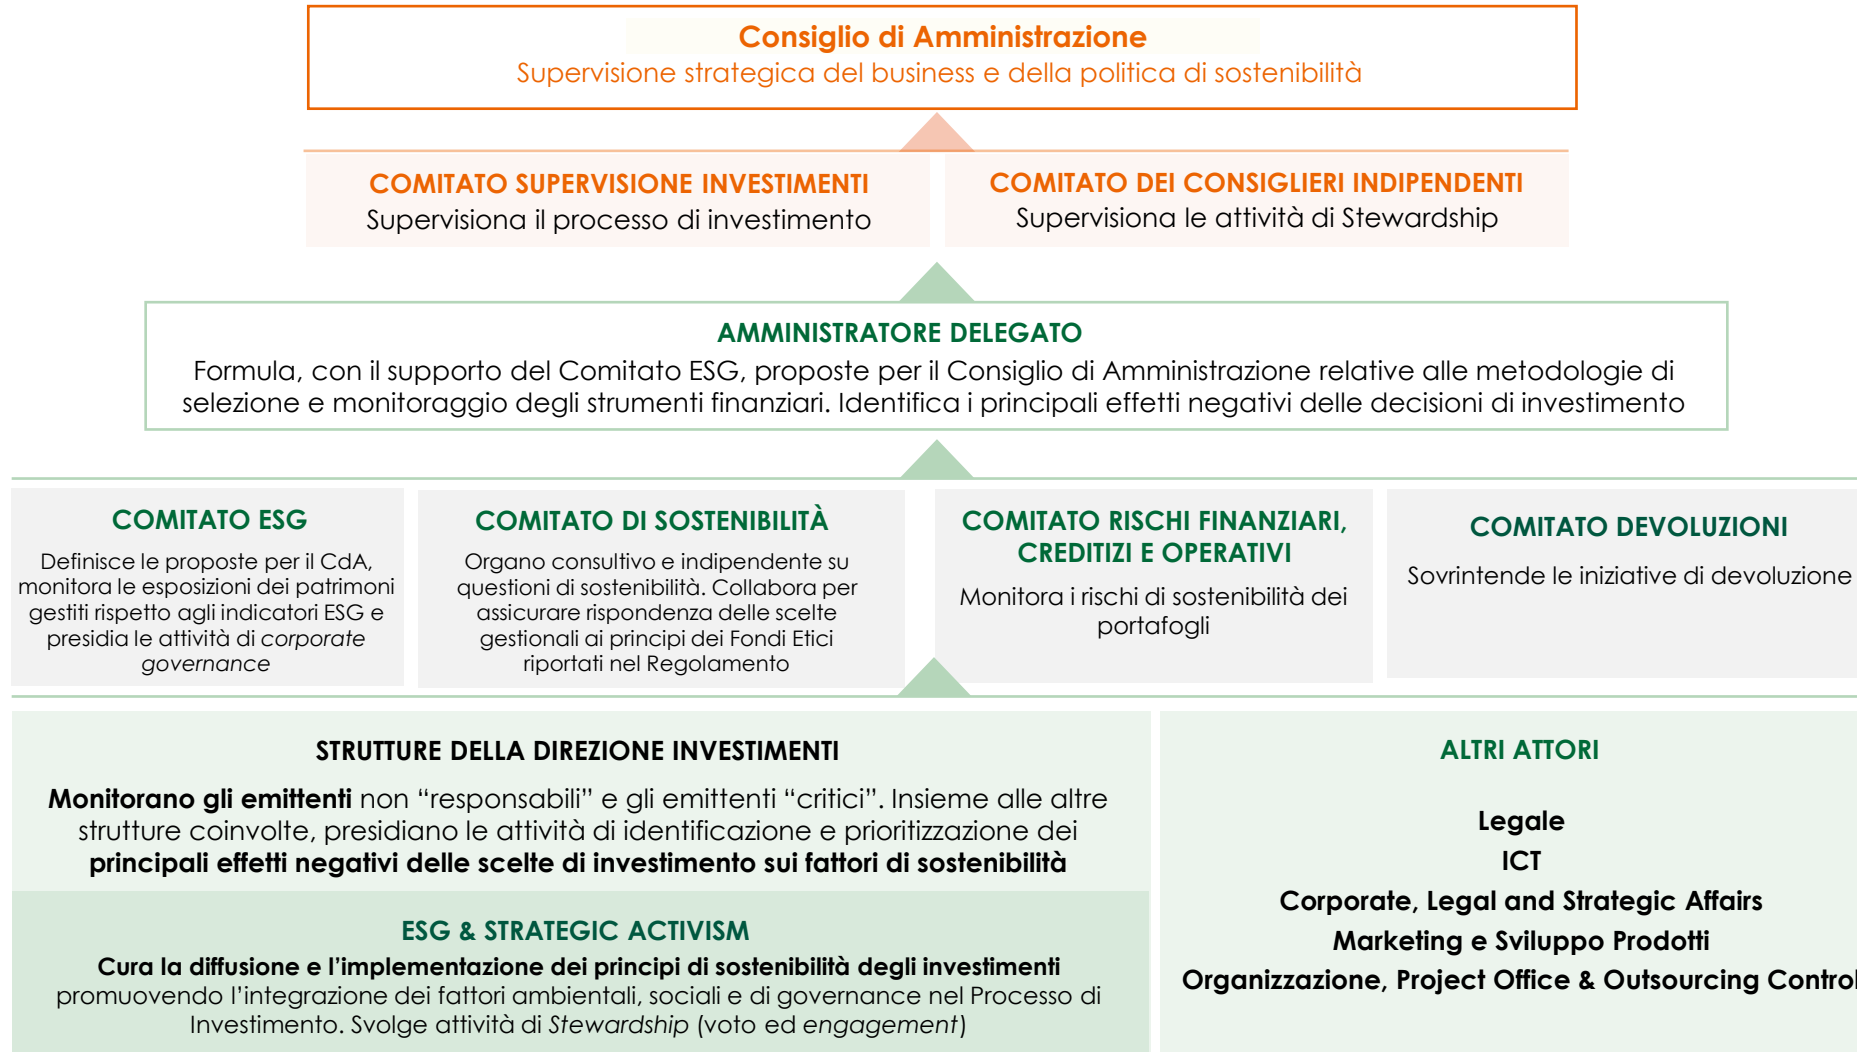 Consiglio di Amministrazione
Supervisione strategica del business e della politica di sostenibilità
COMITATO SUPERVISIONE INVESTIMENTI
Supervisiona il processo di investimento
COMITATO DEI CONSIGLIERI INDIPENDENTI
Supervisiona le attività di Stewardship
AMMINISTRATORE DELEGATO
Formula, con il supporto del Comitato ESG, proposte per il Consiglio di Amministrazione relative alle metodologie di
selezione e monitoraggio degli strumenti finanziari. Identifica i principali effetti negativi delle decisioni di investimento
COMITATO ESG
Definisce le proposte per il CdA,
monitora le esposizioni dei patrimoni
gestiti rispetto agli indicatori ESG e
presidia le attività di corporate
governance
COMITATO DI SOSTENIBILITÀ
Organo consultivo e indipendente su
questioni di sostenibilità. Collabora per
assicurare rispondenza delle scelte
gestionali ai principi dei Fondi Etici
riportati nel Regolamento
COMITATO RISCHI FINANZIARI,
CREDITIZI E OPERATIVI
Monitora i rischi di sostenibilità dei
portafogli
COMITATO DEVOLUZIONI
Sovrintende le iniziative di devoluzione
STRUTTURE DELLA DIREZIONE INVESTIMENTI
Monitorano gli emittenti non “responsabili” e gli emittenti “critici”. Insieme alle altre
strutture coinvolte, presidiano le attività di identificazione e prioritizzazione dei
principali effetti negativi delle scelte di investimento sui fattori di sostenibilità
ESG & STRATEGIC ACTIVISM
Cura la diffusione e l’implementazione dei principi di sostenibilità degli investimenti
promuovendo l’integrazione dei fattori ambientali, sociali e di governance nel Processo di
Investimento. Svolge attività di Stewardship (voto ed engagement)
ALTRI ATTORI
Legale
ICT
Corporate, Legal and Strategic Affairs
Marketing e Sviluppo Prodotti
Organizzazione, Project Office & Outsourcing Control